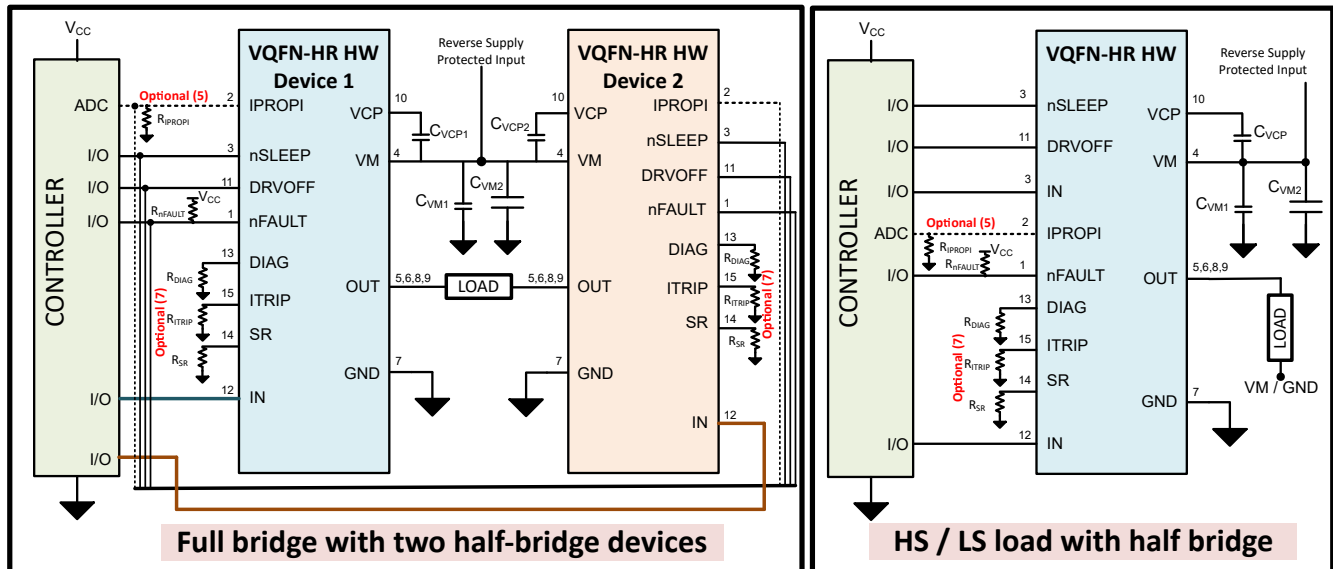 VCC
CONTROLLER
ADC
I/O
I/O
I/O
I/O
I/O
Optional (5)
RIPROPI
VCC
RnFAULT
RDIAG
RITRIP
RSR
Optional (7)
2
3
11
1
13
15
14
12
VQFN-HR HW
Device 1
IPROPI
nSLEEP
DRVOFF
nFAULT
DIAG
ITRIP
SR
IN
VCP
VM
OUT
GND
10
4
5,6,8,9
7
Reverse Supply
Protected Input
CVCP1
CVCP2
CVM1
CVM2
LOAD
10
4
5,6,8,9
7
VQFN-HR HW
Device 2
VCP
VM
OUT
GND
IPROPI
nSLEEP
DRVOFF
nFAULT
DIAG
ITRIP
SR
IN
2
3
11
1
13
15
14
12
RDIAG
RITRIP
RSR
Optional (7)
Full bridge with two half-bridge devices
VCC
CONTROLLER
I/O
I/O
I/O
ADC
I/O
I/O
Optional (5)
RIPROPI
VCC
RnFAULT
RDIAG
RITRIP
RSR
Optional (7)
3
11
3
2
1
13
15
14
12
VQFN-HR HW
nSLEEP
DRVOFF
IN
IPROPI
nFAULT
DIAG
ITRIP
SR
IN
VCP
VM
OUT
GND
10
4
5,6,8,9
7
Reverse Supply
Protected Input
CVCP
CVM1
CVM2
LOAD
VM / GND
HS / LS load with half bridge